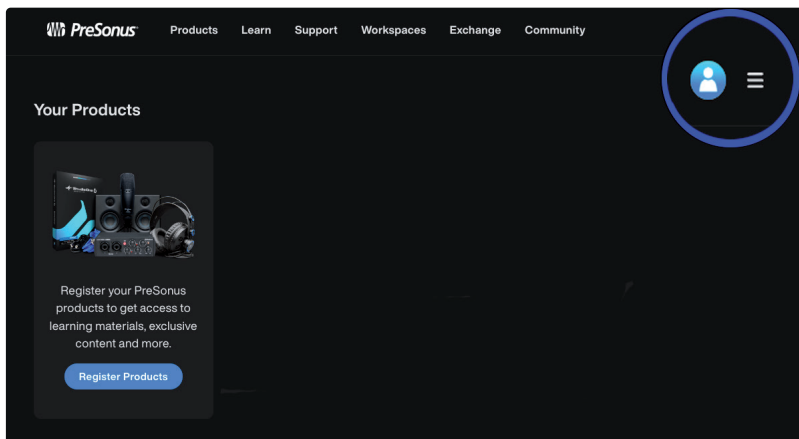 PreSonus Products Learn Support Workspaces Exchange Community
Your Products
Register your PreSonus
products to get access to
learning materials, exclusive
content and more.
Register Products